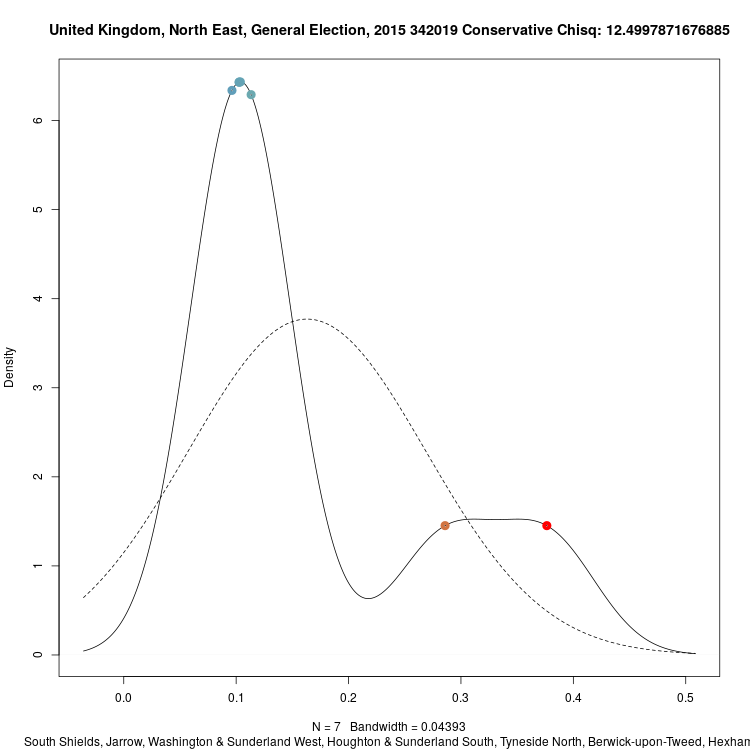 United Kingdom, North East, General Election, 2015 342019 Conservative Chisq: 12.4997871676885
Density
6
5
4
3
2
1
0
0.0 0.1 0.2 0.3 0.4 0.5
N = 7 Bandwidth = 0.04393
South Shields, Jarrow, Washington & Sunderland West, Houghton & Sunderland South, Tyneside North, Berwick-upon-Tweed, Hexhan